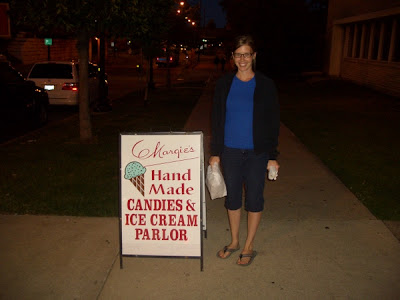 Margie's
Hand
Made
CANDIES &
ICE CREAM
PARLOR